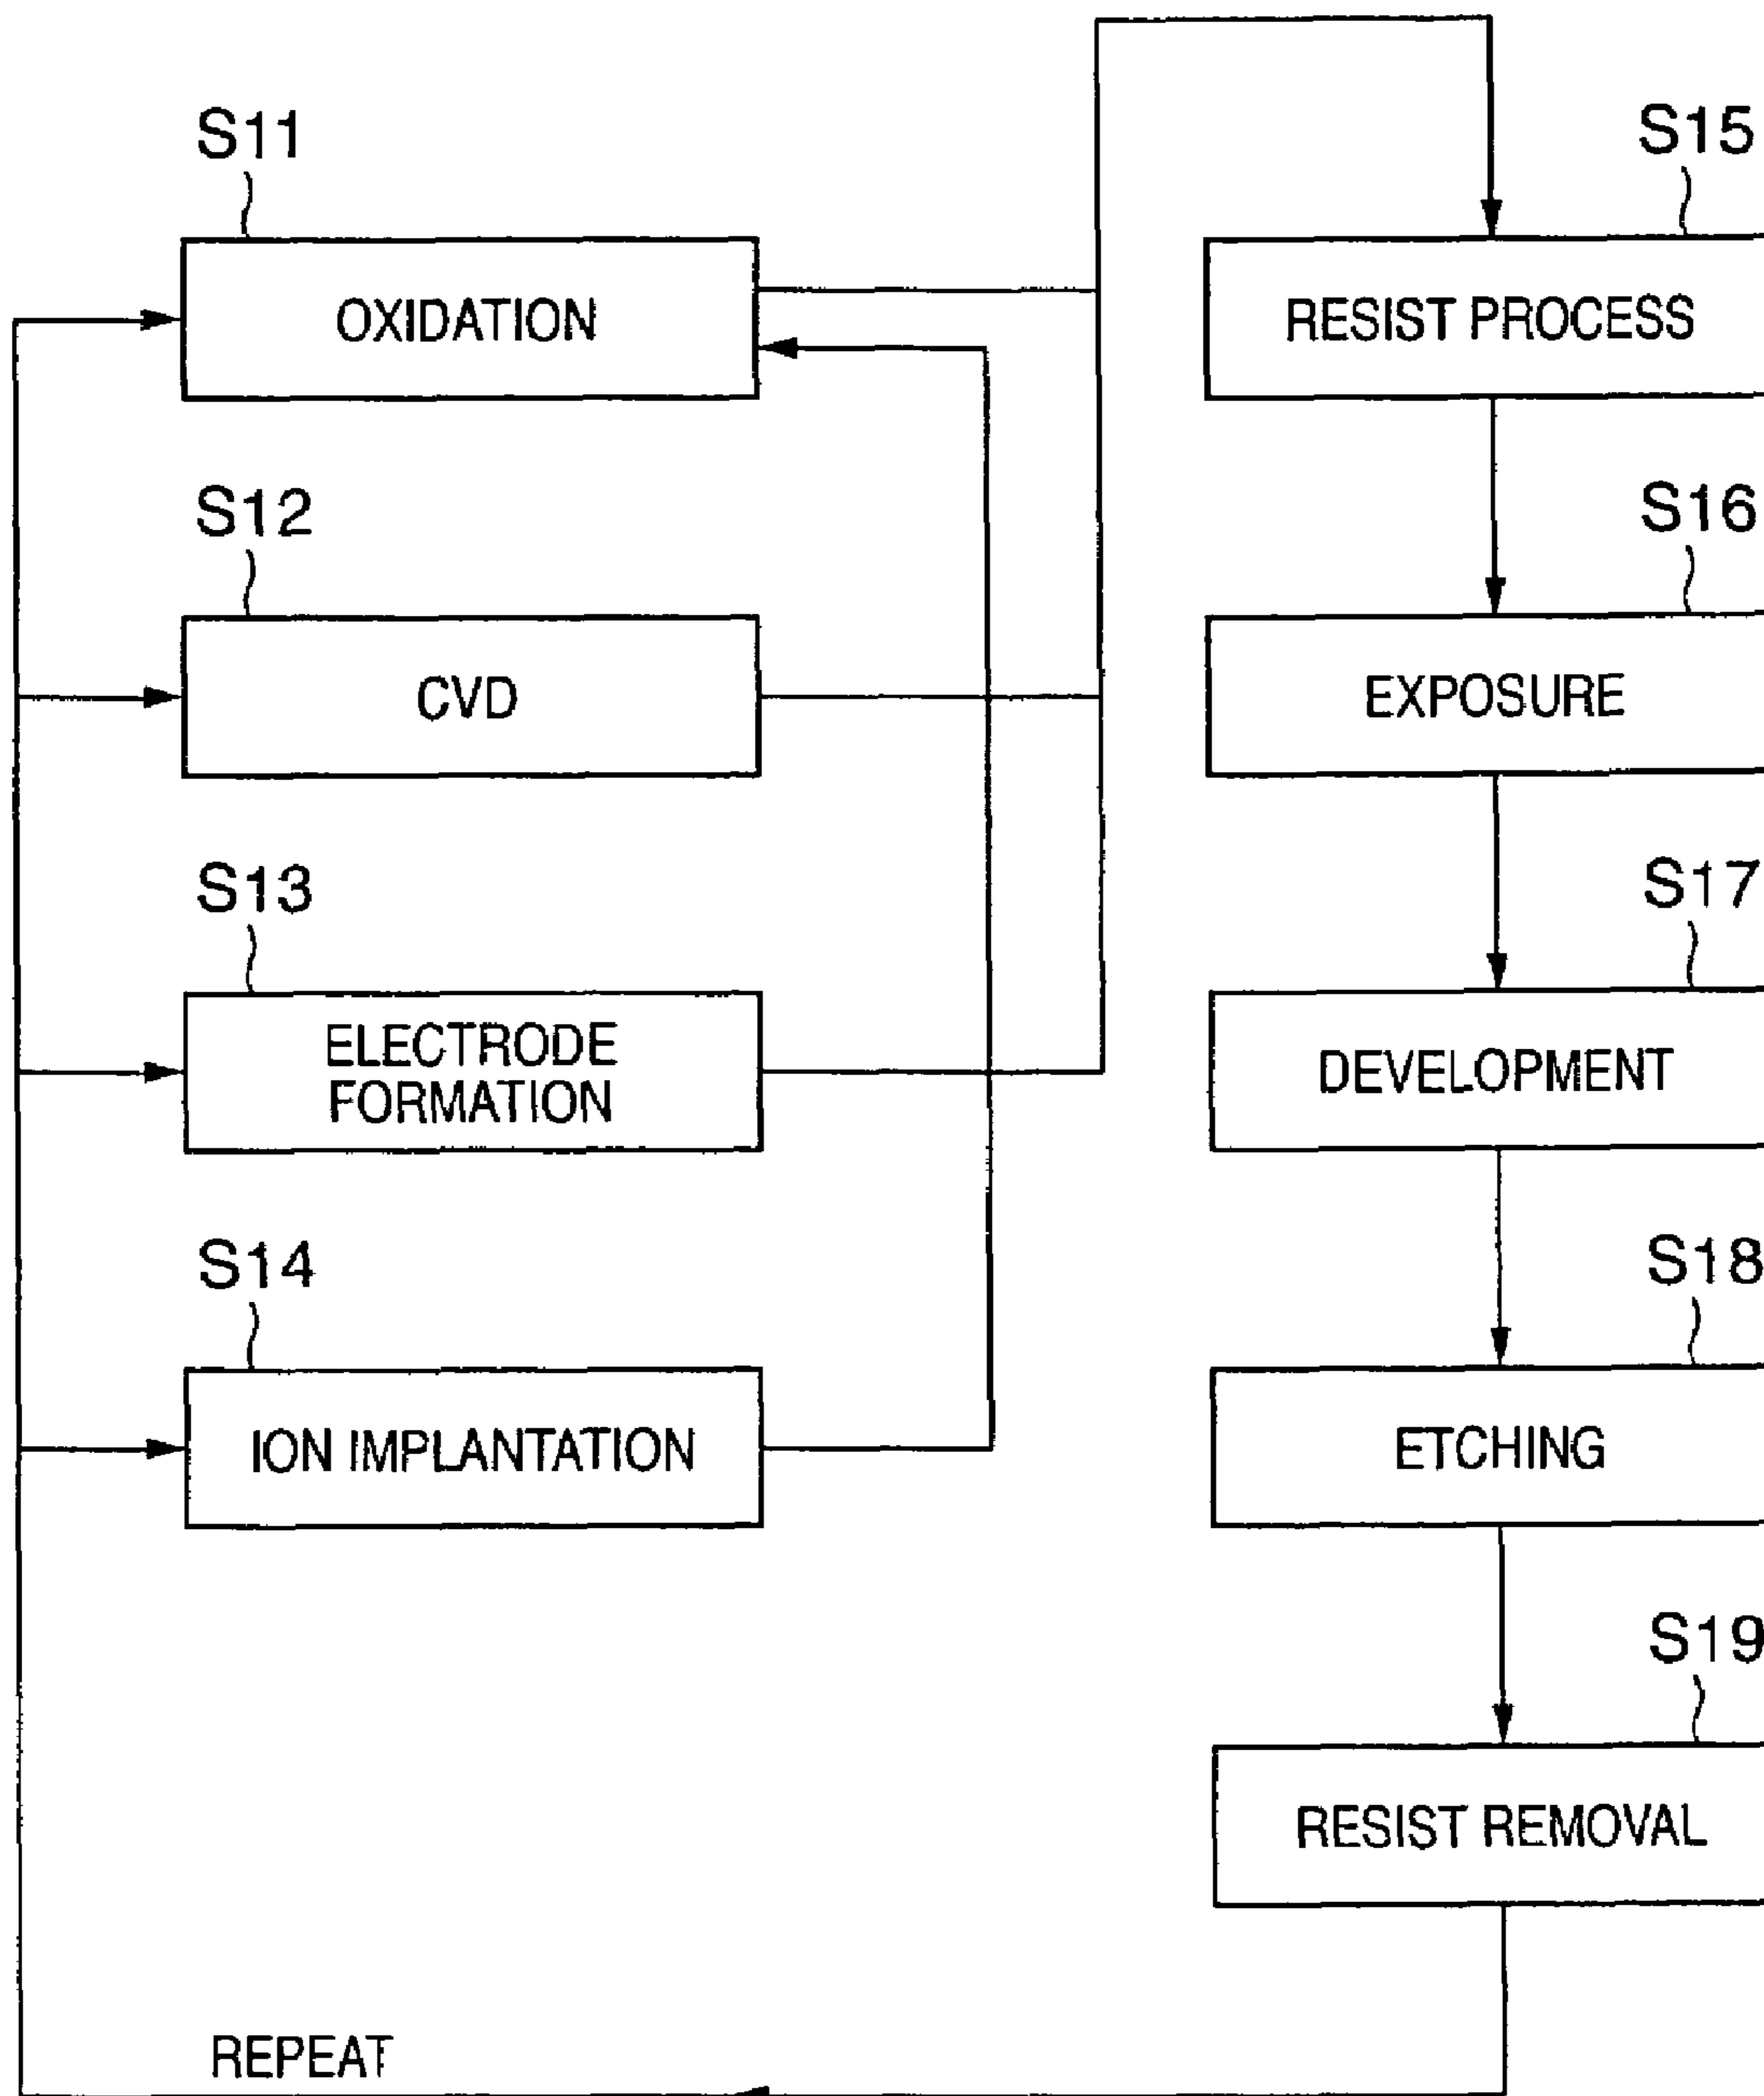 S11
OXIDATION
S12
CVD
S13
ELECTRODE
FORMATION
S14
ION IMPLANTATION
S15
RESIST PROCESS
S16
EXPOSURE
S17
DEVELOPMENT
S18
ETCHING
S19
RESIST REMOVAL
REPEAT